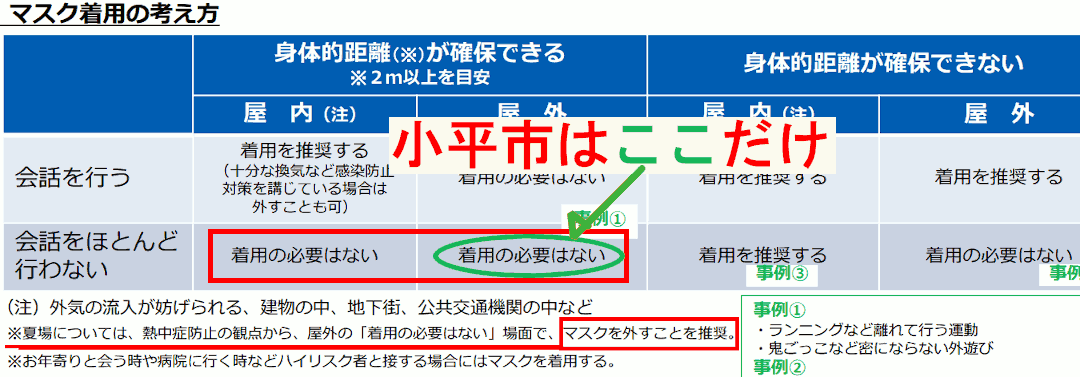 マスク着用の考え方
身体的距離(※)が確保できる
※2m以上を目安
身体的距離が確保できない
屋 内(注)
屋 外
屋 内(注)
屋 外
小平市はここだけ
会話を行う
着用を推奨する
(十分な換気など感染防止
対策を講じている場合は
外すことも可)
着用の必要はない
着用を推奨する
着用を推奨する
事例①
会話をほとんど
行わない
着用の必要はない
着用の必要はない
着用を推奨する
着用の必要はない
事例③
事例
(注)外気の流入が妨げられる、建物の中、地下街、公共交通機関の中など
※夏場については、熱中症防止の観点から、屋外の「着用の必要はない」場面で、マスクを外すことを推奨。
※お年寄りと会う時や病院に行く時などハイリスク者と接する場合にはマスクを着用する。
事例①
・ランニングなど離れて行う運動
・鬼ごっこなど密にならない外遊び
事例②